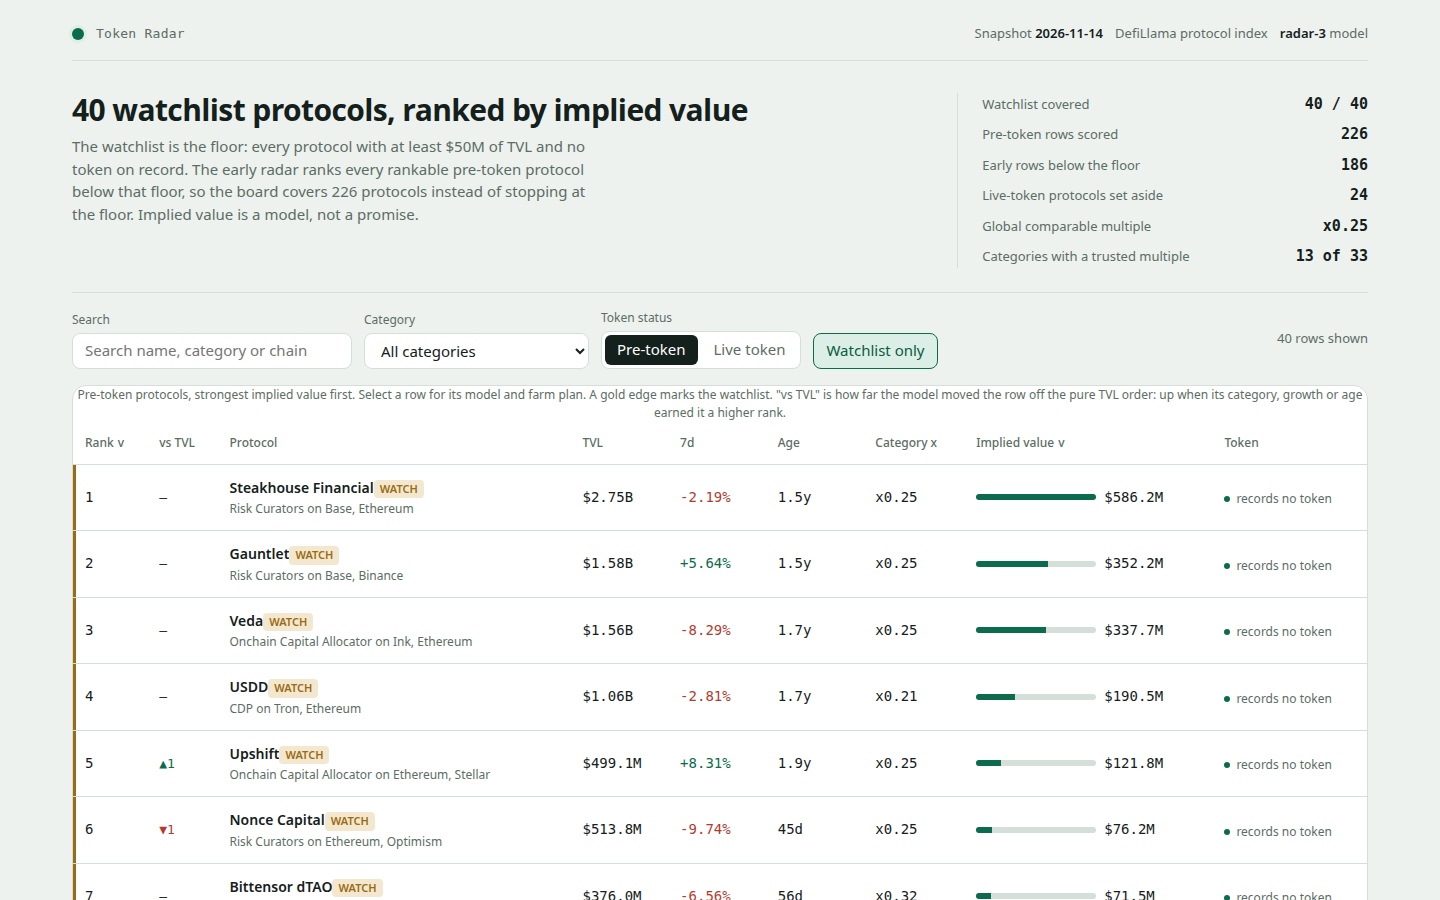 Token Radar
Snapshot 2026-11-14 DefiLlama protocol index radar-3 model
40 watchlist protocols, ranked by implied value
The watchlist is the floor: every protocol with at least $50M of TVL and no
token on record. The early radar ranks every rankable pre-token protocol
below that floor, so the board covers 226 protocols instead of stopping at
the floor. Implied value is a model, not a promise.
Watchlist covered 40 / 40
Pre-token rows scored 226
Early rows below the floor 186
Live-token protocols set aside 24
Global comparable multiple x0.25
Categories with a trusted multiple 13 of 33
Search Category Token status
Search name, category or chain All categories Pre-token Live token Watchlist only 40 rows shown
Pre-token protocols, strongest implied value first. Select a row for its model and farm plan. A gold edge marks the watchlist. "vs TVL" is how far the model moved the row off the pure TVL order: up when its category, growth or age
earned it a higher rank.
Rank v vs TVL Protocol TVL 7d Age Category x Implied value v Token
1 – Steakhouse Financial WATCH $2.75B -2.19% 1.5y x0.25 $586.2M records no token
Risk Curators on Base, Ethereum
2 – Gauntlet WATCH $1.58B +5.64% 1.5y x0.25 $352.2M records no token
Risk Curators on Base, Binance
3 – Veda WATCH $1.56B -8.29% 1.7y x0.25 $337.7M records no token
Onchain Capital Allocator on Ink, Ethereum
4 – USDD WATCH $1.06B -2.81% 1.7y x0.21 $190.5M records no token
CDP on Tron, Ethereum
5 ▲1 Upshift WATCH $499.1M +8.31% 1.9y x0.25 $121.8M records no token
Onchain Capital Allocator on Ethereum, Stellar
6 ▼1 Nonce Capital WATCH $513.8M -9.74% 45d x0.25 $76.2M records no token
Risk Curators on Ethereum, Optimism
7 – Bittensor dTAO WATCH $376.0M -6.56% 56d x0.32 $71.5M records no token